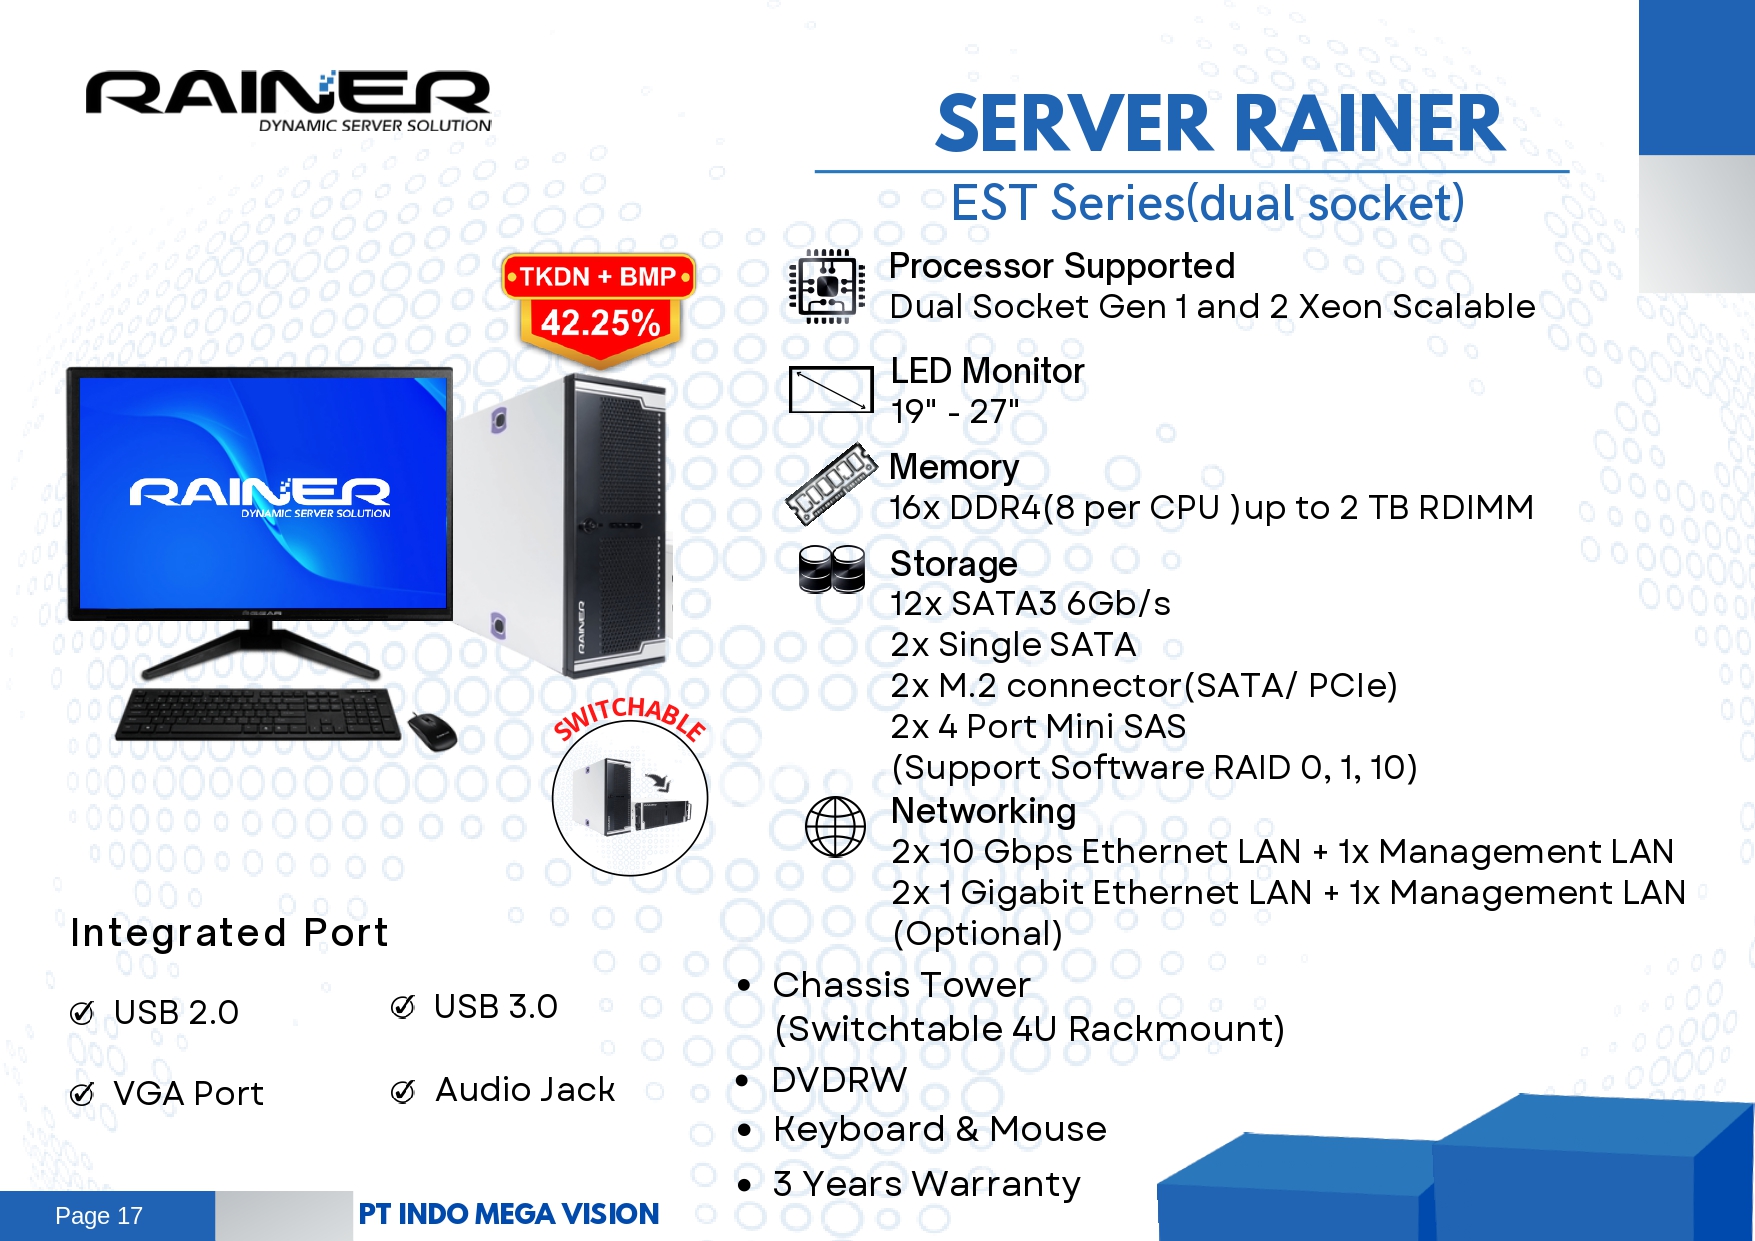 RAINER
DYNAMIC SERVER SOLUTION
SERVER RAINER
EST Series(dual socket)
TKDN + BMP
42.25%
Processor Supported
Dual Socket Gen 1 and 2 Xeon Scalable
LED Monitor
19" - 27"
Memory
16x DDR4(8 per CPU )up to 2 TB RDIMM
Storage
12x SATA3 6Gb/s
2x Single SATA
2x M.2 connector(SATA/ PCIe)
2x 4 Port Mini SAS
(Support Software RAID 0, 1, 10)
Networking
2x 10 Gbps Ethernet LAN + 1x Management LAN
2x 1 Gigabit Ethernet LAN + 1x Management LAN
(Optional)
RAINER
DYNAMIC SERVER SOLUTION
RAINER
SWITCHABLE
Integrated Port
USB 2.0
USB 3.0
VGA Port
Audio Jack
• Chassis Tower
(Switchtable 4U Rackmount)
• DVDRW
• Keyboard & Mouse
• 3 Years Warranty
Page 17
PT INDO MEGA VISION